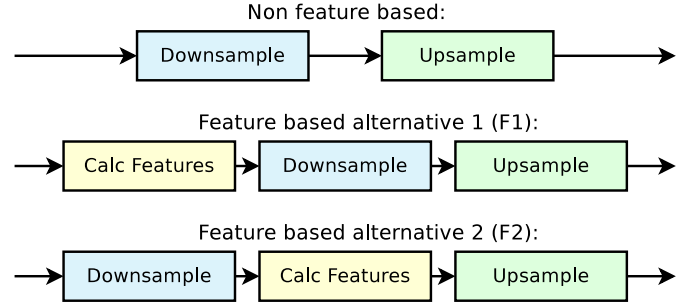 Non feature based:
Downsample Upsample
Feature based alternative 1 (F1):
Calc Features Downsample Upsample
Feature based alternative 2 (F2):
Downsample Calc Features Upsample